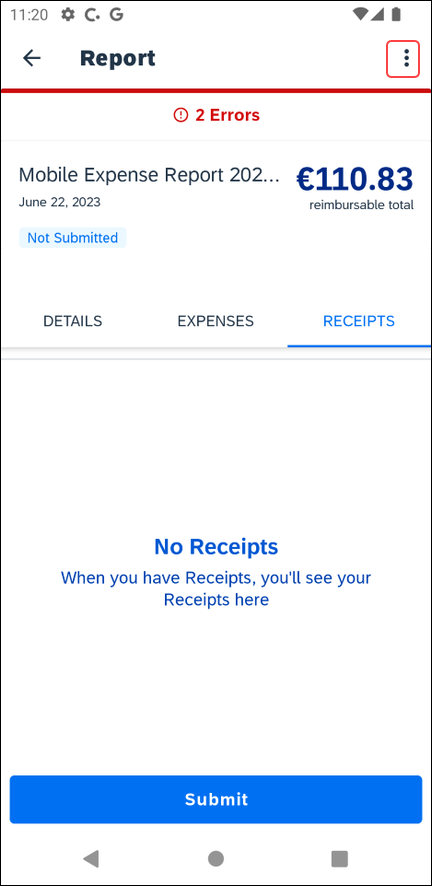 11:20
Report
2 Errors
Mobile Expense Report 202...
€110.83
June 22, 2023
reimbursable total
Not Submitted
DETAILS
EXPENSES
RECEIPTS
No Receipts
When you have Receipts, you'll see your
Receipts here
Submit